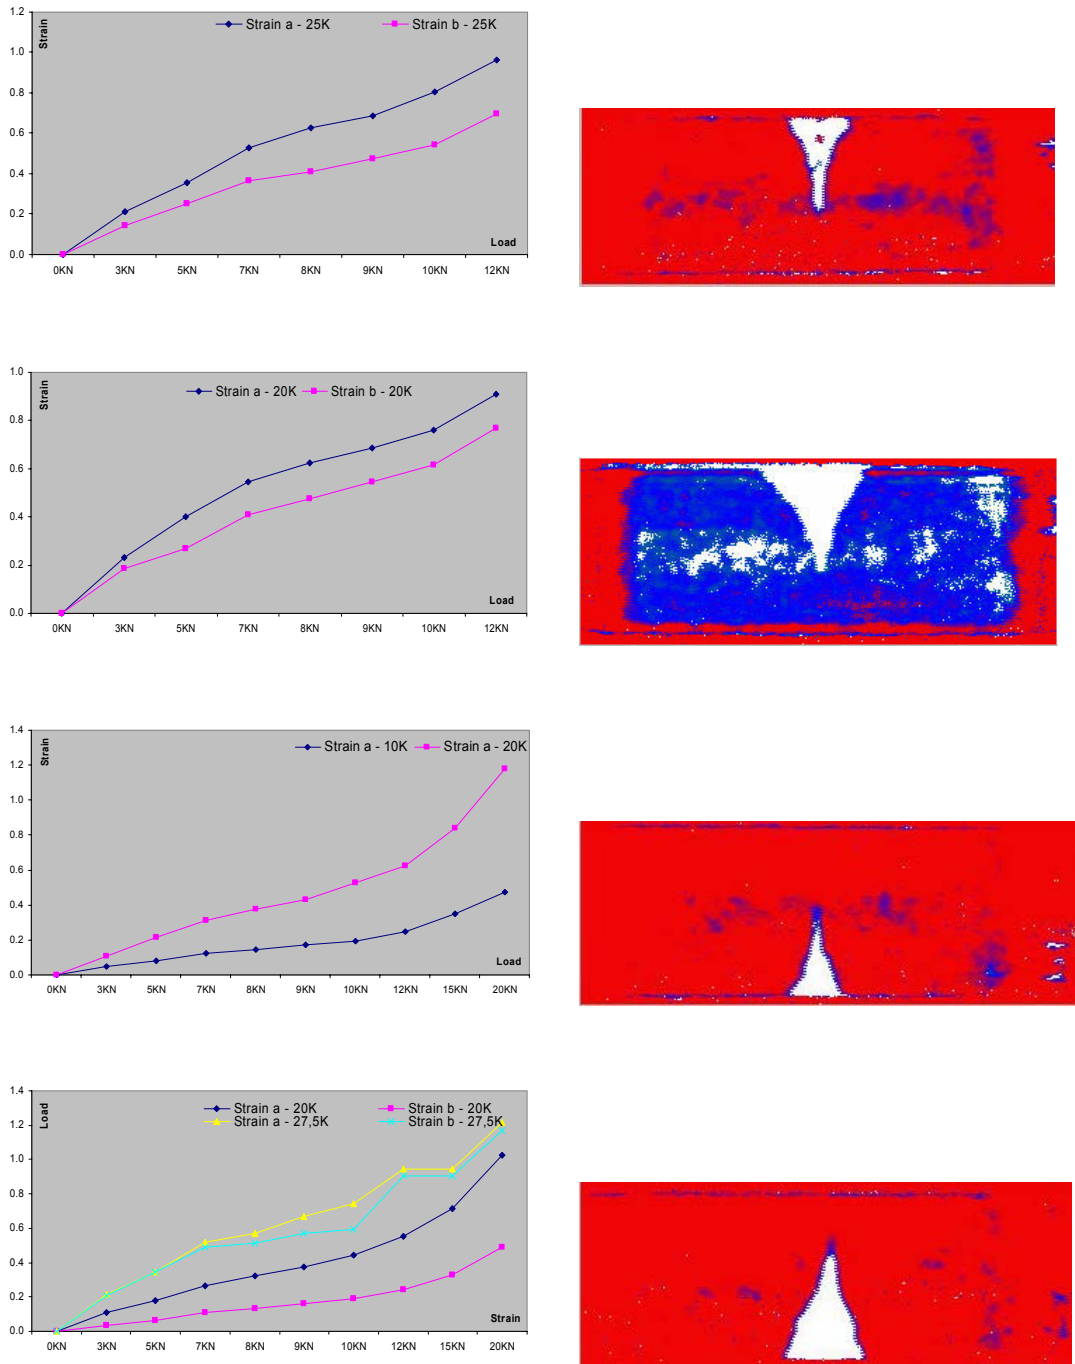 1.2
Strain
Strain a - 25K
Strain b - 25K
1.0
0.8
0.6
0.4
0.2
Load
0.0
0KN 3KN 5KN 7KN 8KN 9KN 10KN 12KN
1.0
Strain
Strain a - 20K
Strain b - 20K
0.8
0.6
0.4
0.2
Load
0.0
0KN 3KN 5KN 7KN 8KN 9KN 10KN 12KN
1.4
Strain
Strain a - 10K
Strain a - 20K
1.2
1.0
0.8
0.6
0.4
0.2
Load
0.0
0KN 3KN 5KN 7KN 8KN 9KN 10KN 12KN 15KN 20KN
1.4
Load
Strain a - 20K
Strain b - 20K
Strain a - 27,5K
Strain b - 27,5K
1.2
1.0
0.8
0.6
0.4
0.2
Strain
0.0
0KN 3KN 5KN 7KN 8KN 9KN 10KN 12KN 15KN 20KN